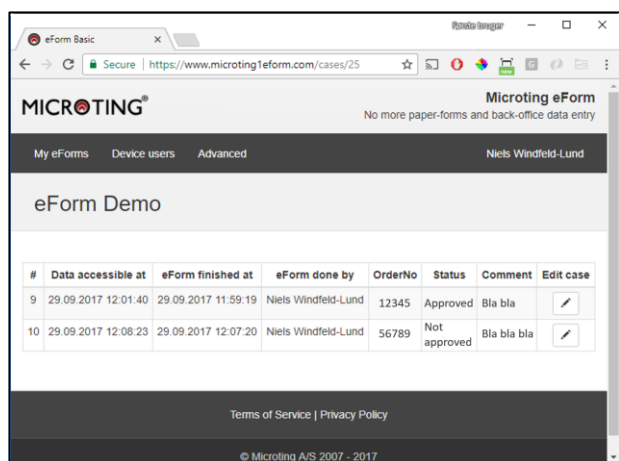 Første bruger
eForm Basic
Secure | https://www.microting1eform.com/cases/25
MICROTING®
Microting eForm
No more paper-forms and back-office data entry
My eForms Device users Advanced Niels Windfeld-Lund
eForm Demo
# Data accessible at eForm finished at eForm done by OrderNo Status Comment Edit case
9 29.09.2017 12:01:40 29.09.2017 11:59:19 Niels Windfeld-Lund 12345 Approved Bla bla
10 29.09.2017 12:08:23 29.09.2017 12:07:20 Niels Windfeld-Lund 56789 Not approved Bla bla bla
Terms of Service | Privacy Policy
© Microting A/S 2007 - 2017